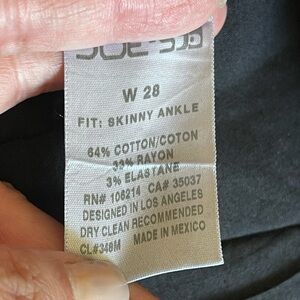 JOE'S
W 28
FIT: SKINNY ANKLE
64% COTTON/COTON
33% RAYON
3% ELASTANE
RN# 106214 CA# 35037
DESIGNED IN LOS ANGELES
DRY CLEAN RECOMMENDED
CL#348M MADE IN MEXICO